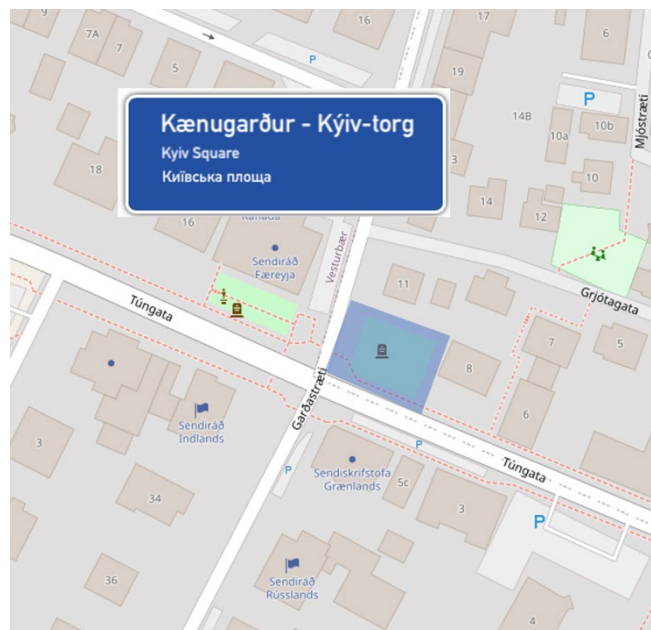 9
7A
7
5
16
P
17
6
19
P
14B
10a
10b
Mjóstræti
Kænugarður - Kýiv-torg
Kyiv Square
Київська площа
3
18
10
14
12
16
Kanada
Sendiráð
Færeyja
Vesturbær
11
Grjótagata
Túngata
7
5
8
6
Garðastræti
Sendiráð
Indlands
3
P
P
Túngata
Sendiskrifstofa
Grænlands
5c
3
34
P
36
Sendiráð
Rússlands
4